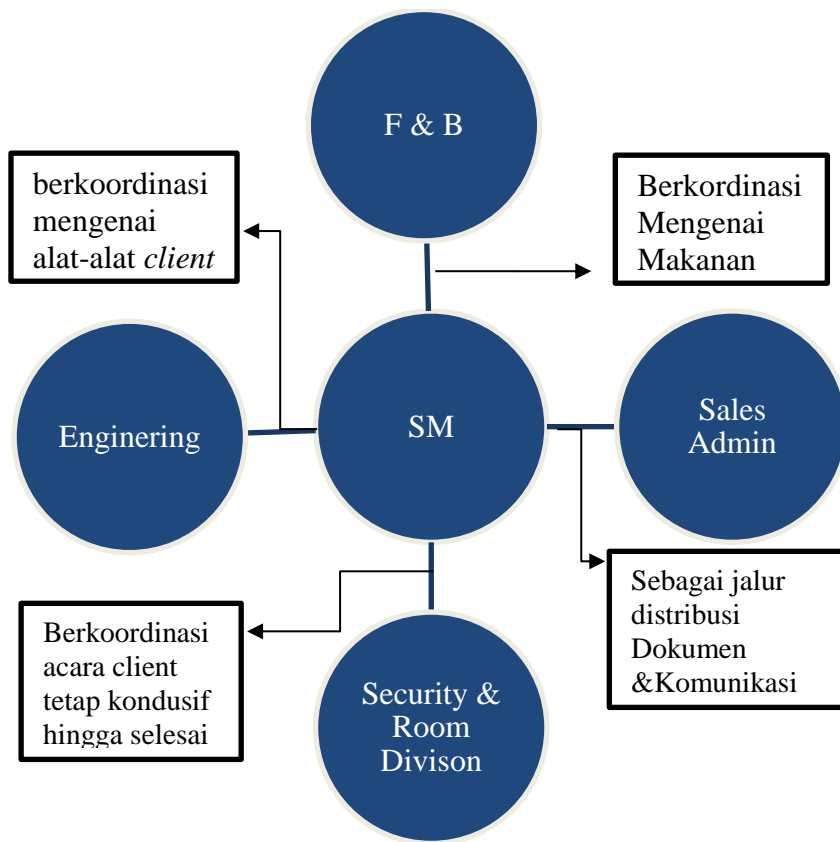 F & B
berkoordinasi
mengenai
alat-alat client
Berkordinasi
Mengenai
Makanan
Enginering
SM
Sales
Admin
Berkoordinasi
acara client
tetap kondusif
hingga selesai
Security &
Room
Divison
Sebagai jalur
distribusi
Dokumen
&Komunikasi